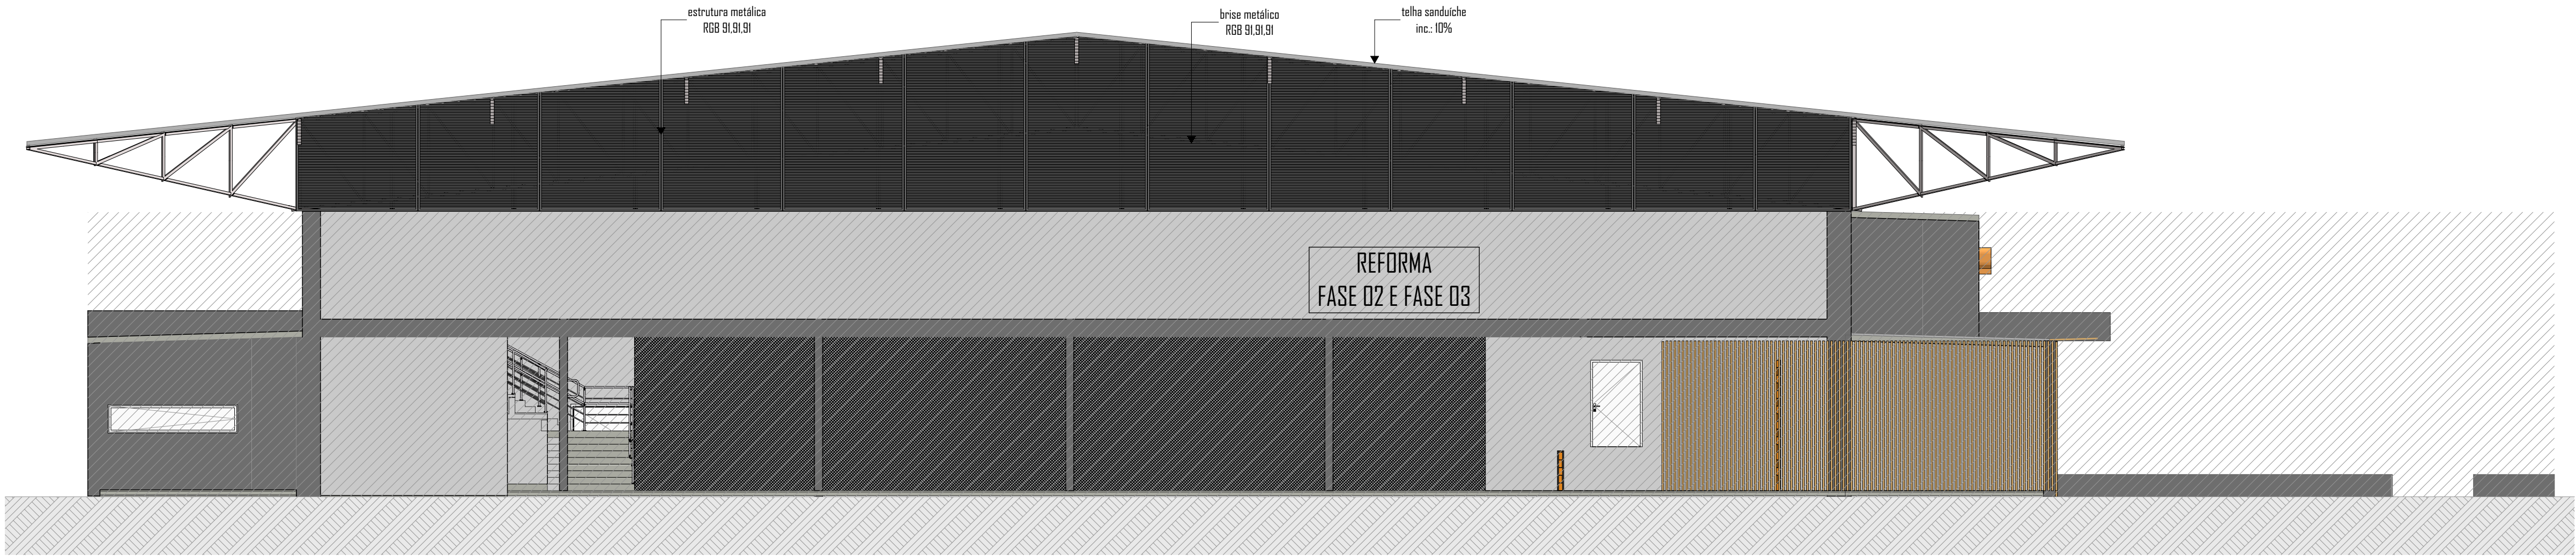 estrutura metálica
RGB 91,91,91
brise metálico
RGB 91,91,91
telha sanduíche
inc.: 10%
REFORMA
FASE 02 E FASE 03